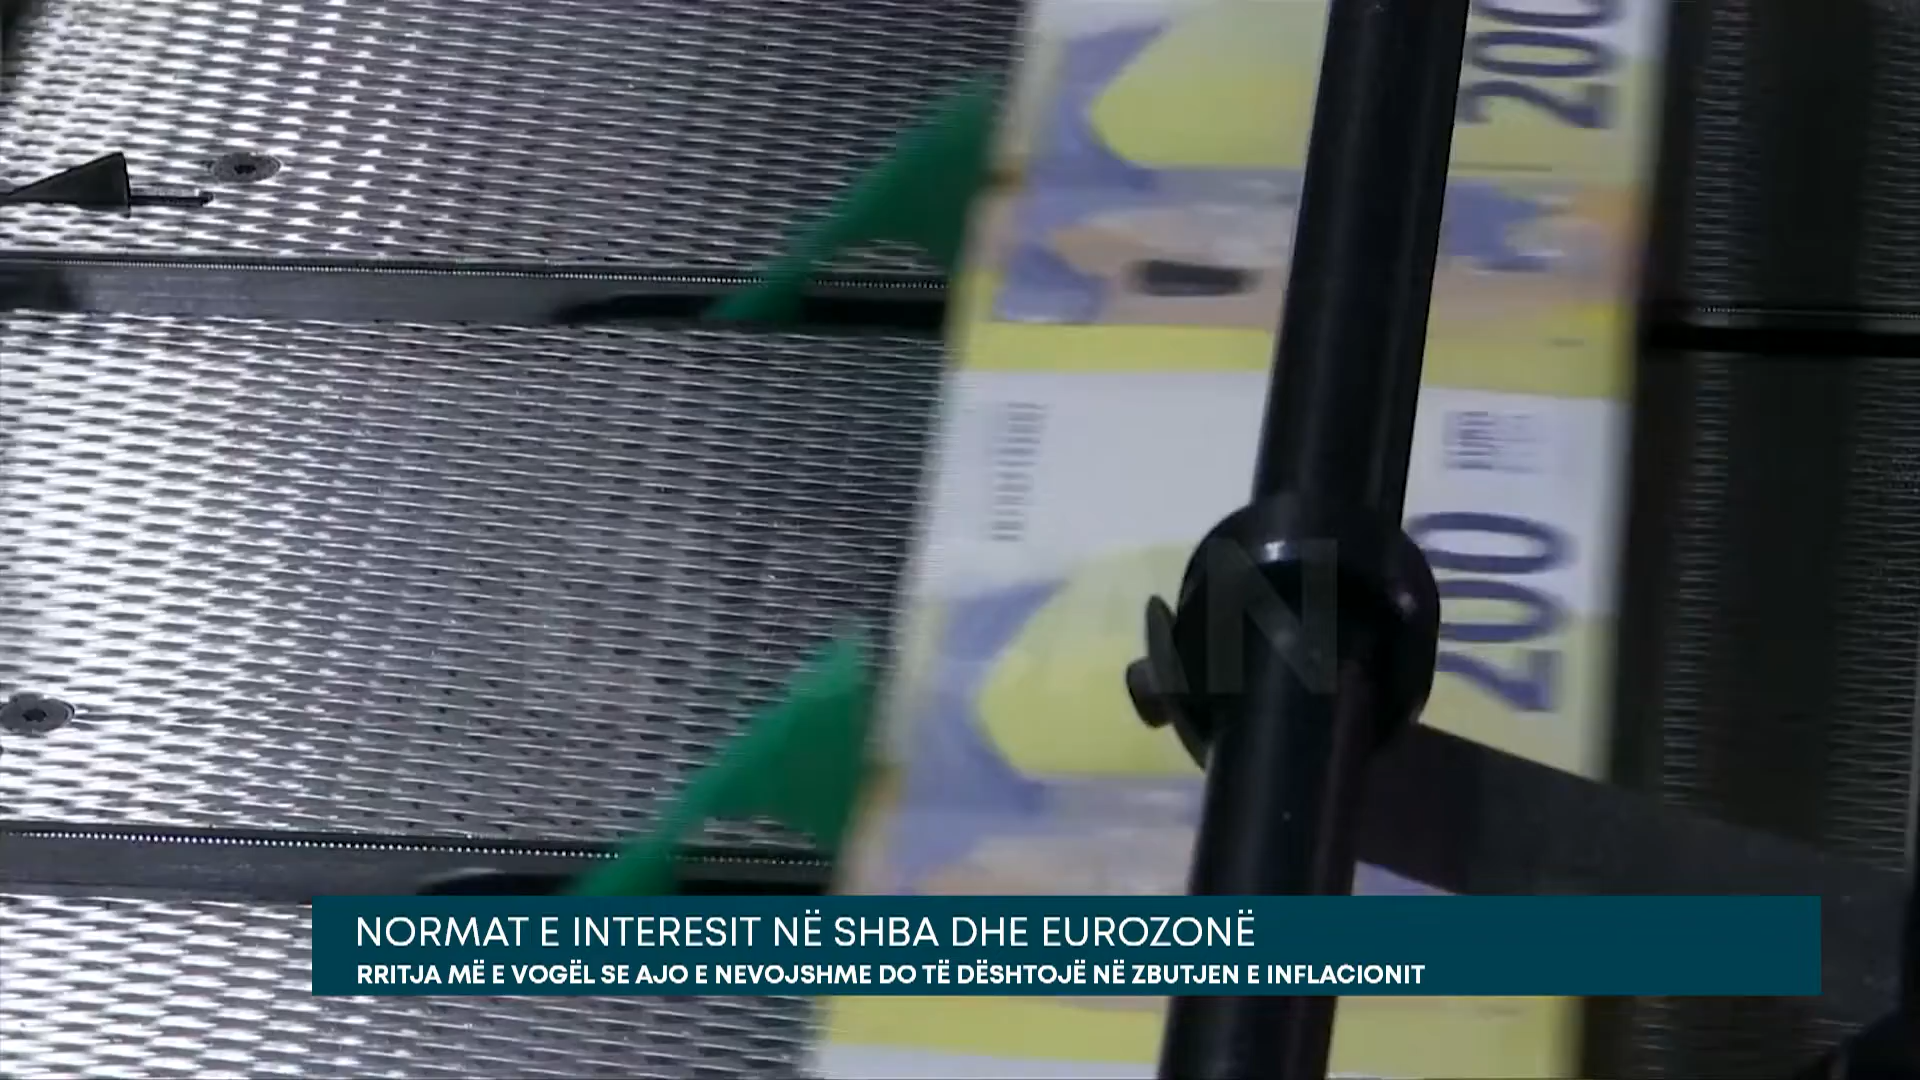 200
200
NORMAT E INTERESIT NË SHBA DHE EUROZONË
RRITJA MË E VOGËL SE AJO E NEVOJSHME DO TË DËSHTOJË NË ZBUTJEN E INFLACIONIT